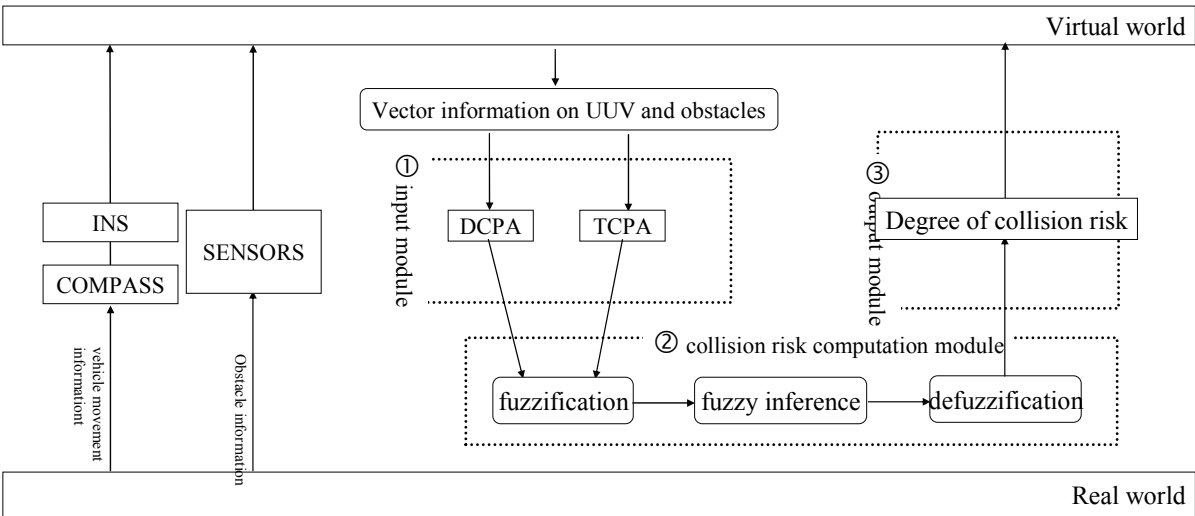 Virtual world
Vector information on UUV and obstacles
① input module
③ output module
INS
SENSORS
DCPA
TCPA
Degree of collision risk
COMPASS
vehicle movement
informationt
Obstacle information
② collision risk computation module
fuzzification
fuzzy inference
defuzzification
Real world